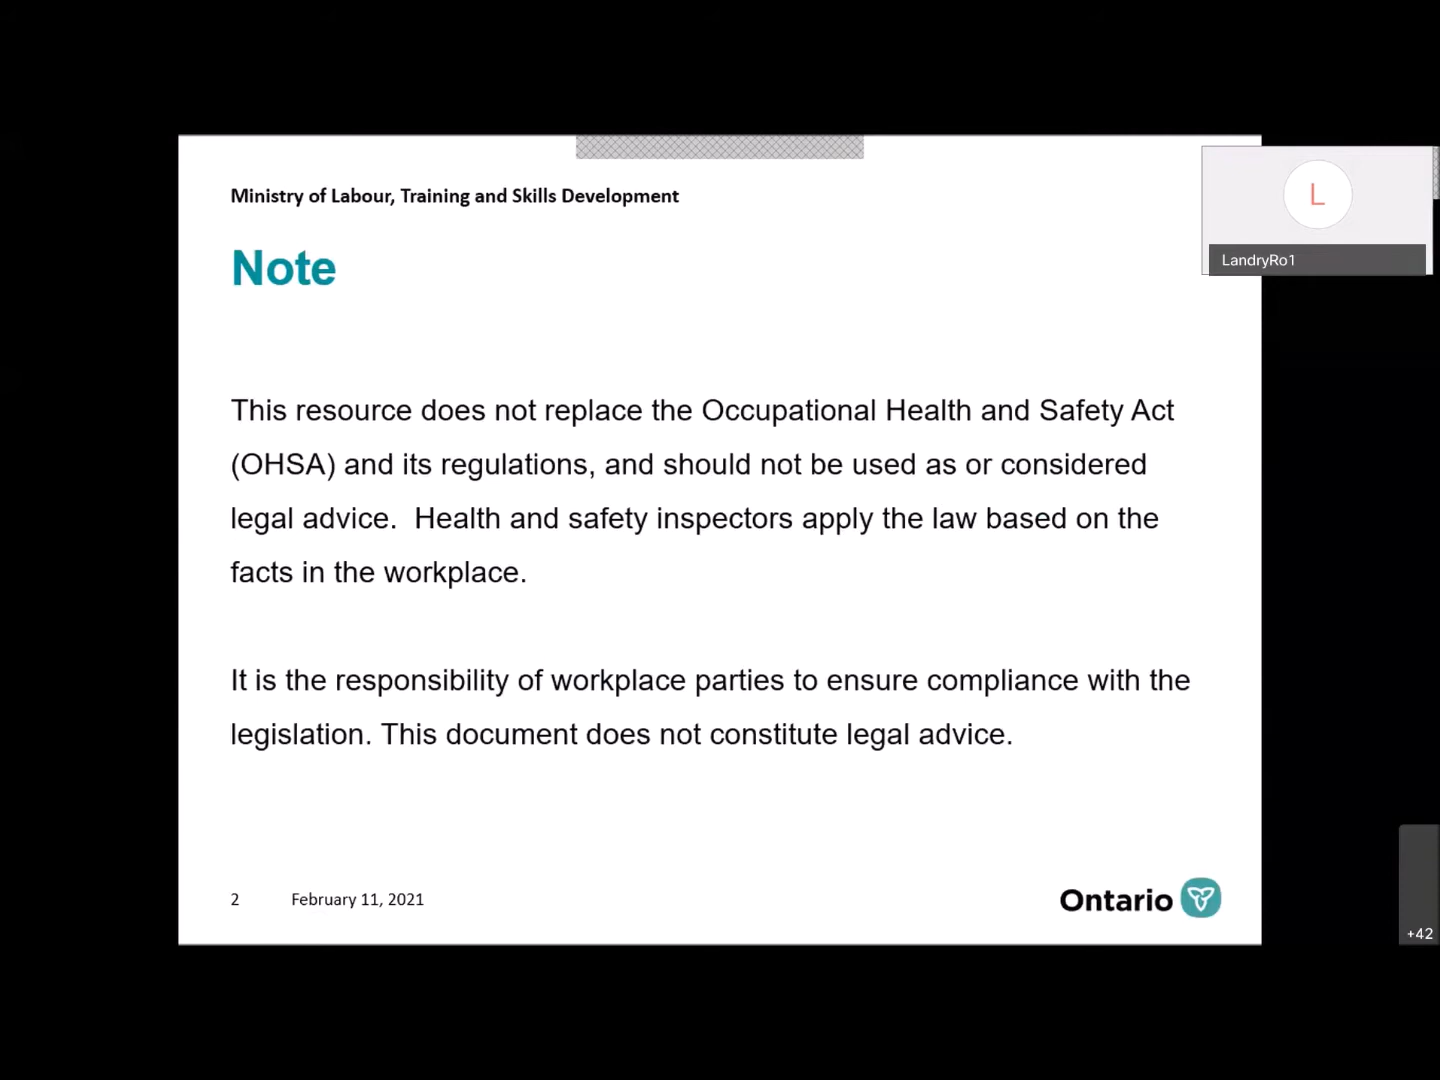 Ministry of Labour, Training and Skills Development
L
LandryRo1
Note
This resource does not replace the Occupational Health and Safety Act
(OHSA) and its regulations, and should not be used as or considered
legal advice.  Health and safety inspectors apply the law based on the
facts in the workplace.
It is the responsibility of workplace parties to ensure compliance with the
legislation. This document does not constitute legal advice.
2 February 11, 2021
Ontario
+42